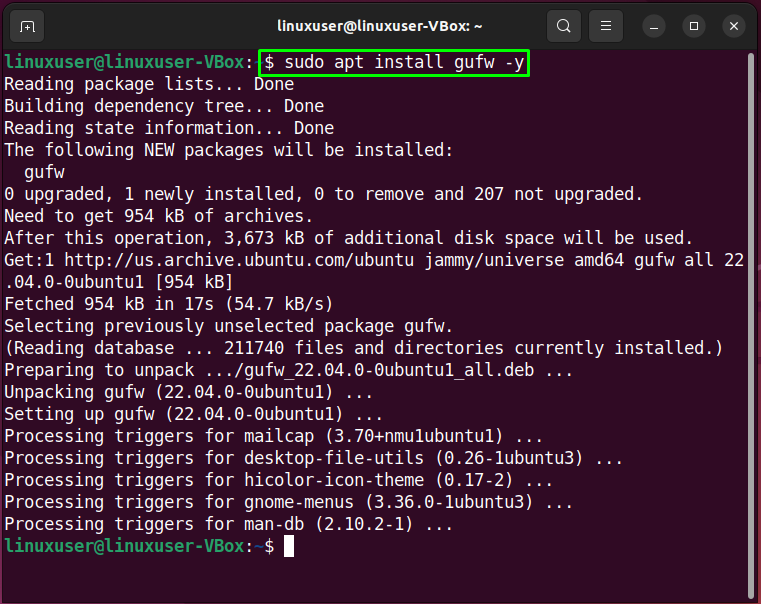 linuxuser@linuxuser-VBox: ~
linuxuser@linuxuser-VBox:~$ sudo apt install gufw -y
Reading package lists... Done
Building dependency tree... Done
Reading state information... Done
The following NEW packages will be installed:
  gufw
0 upgraded, 1 newly installed, 0 to remove and 207 not upgraded.
Need to get 954 kB of archives.
After this operation, 3,673 kB of additional disk space will be used.
Get:1 http://us.archive.ubuntu.com/ubuntu jammy/universe amd64 gufw all 22
.04.0-0ubuntu1 [954 kB]
Fetched 954 kB in 17s (54.7 kB/s)
Selecting previously unselected package gufw.
(Reading database ... 211740 files and directories currently installed.)
Preparing to unpack .../gufw_22.04.0-0ubuntu1_all.deb ...
Unpacking gufw (22.04.0-0ubuntu1) ...
Setting up gufw (22.04.0-0ubuntu1) ...
Processing triggers for mailcap (3.70+nmu1ubuntu1) ...
Processing triggers for desktop-file-utils (0.26-1ubuntu3) ...
Processing triggers for hicolor-icon-theme (0.17-2) ...
Processing triggers for gnome-menus (3.36.0-1ubuntu3) ...
Processing triggers for man-db (2.10.2-1) ...
linuxuser@linuxuser-VBox:~$